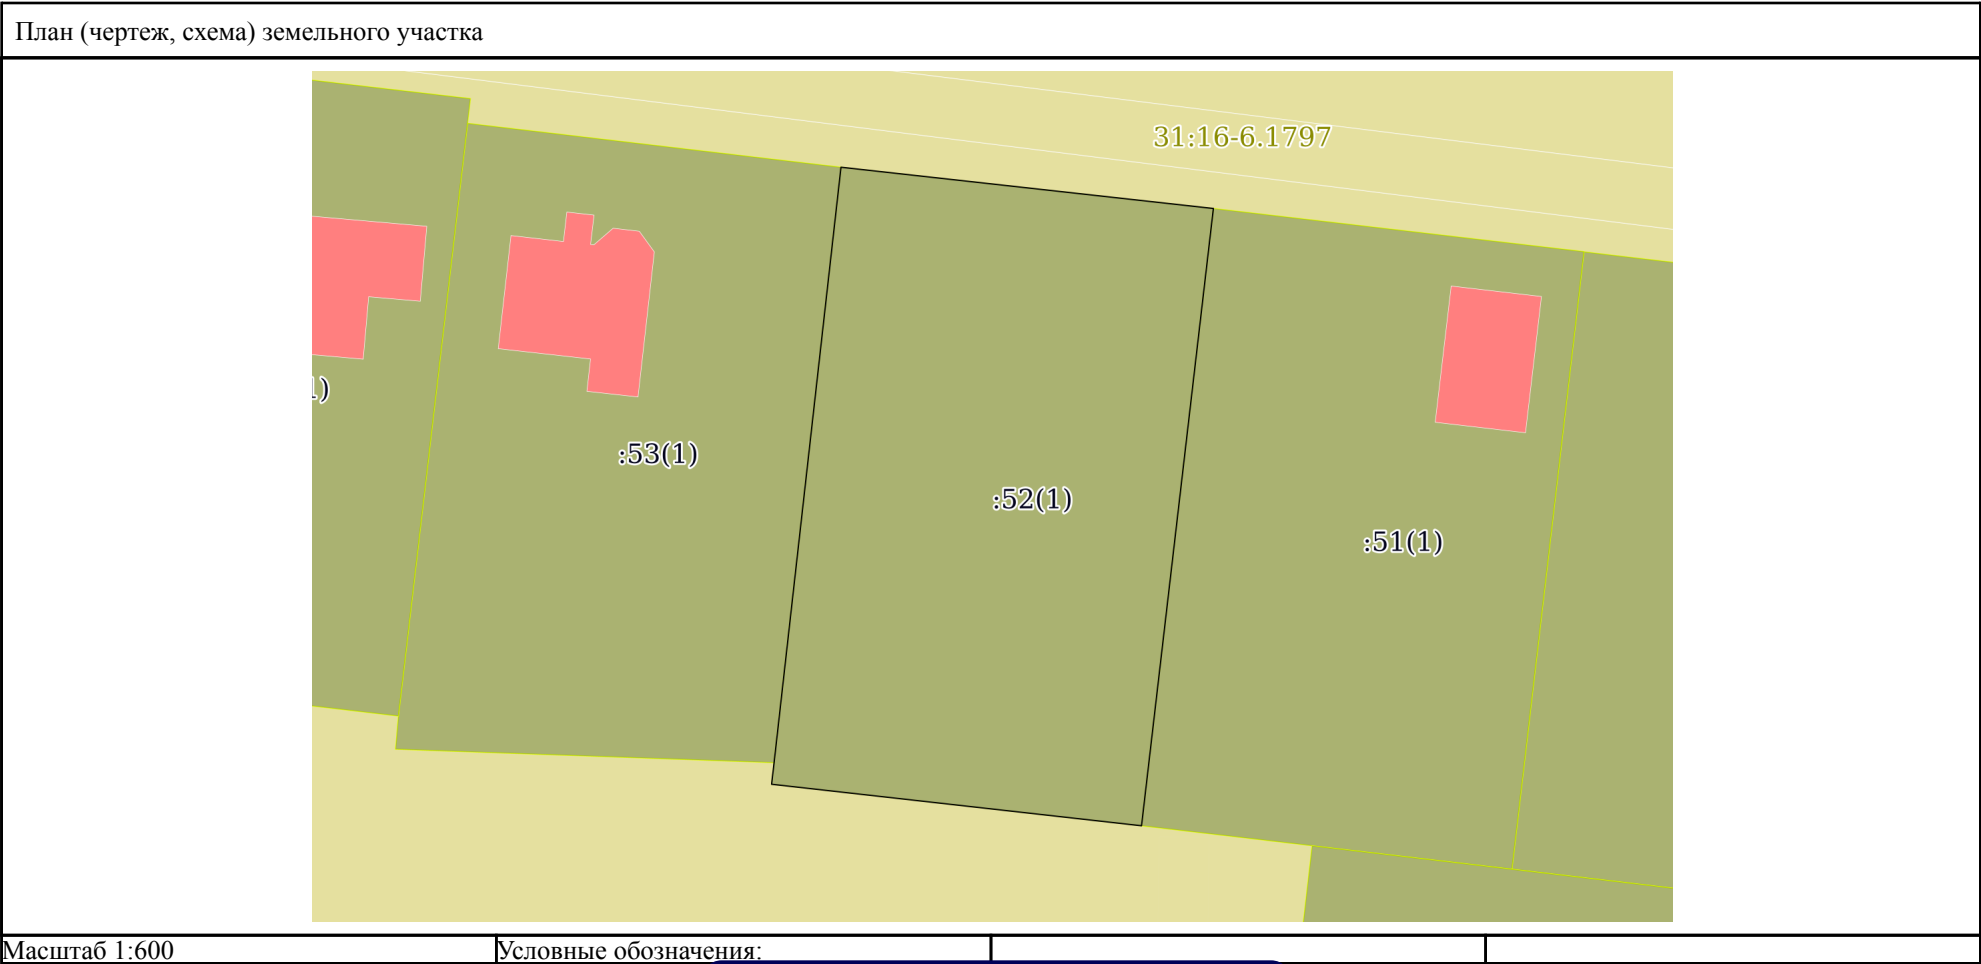 План (чертеж, схема) земельного участка
31:16-6.1797
1)
:53(1)
:52(1)
:51(1)
Масштаб 1:600
Условные обозначения: